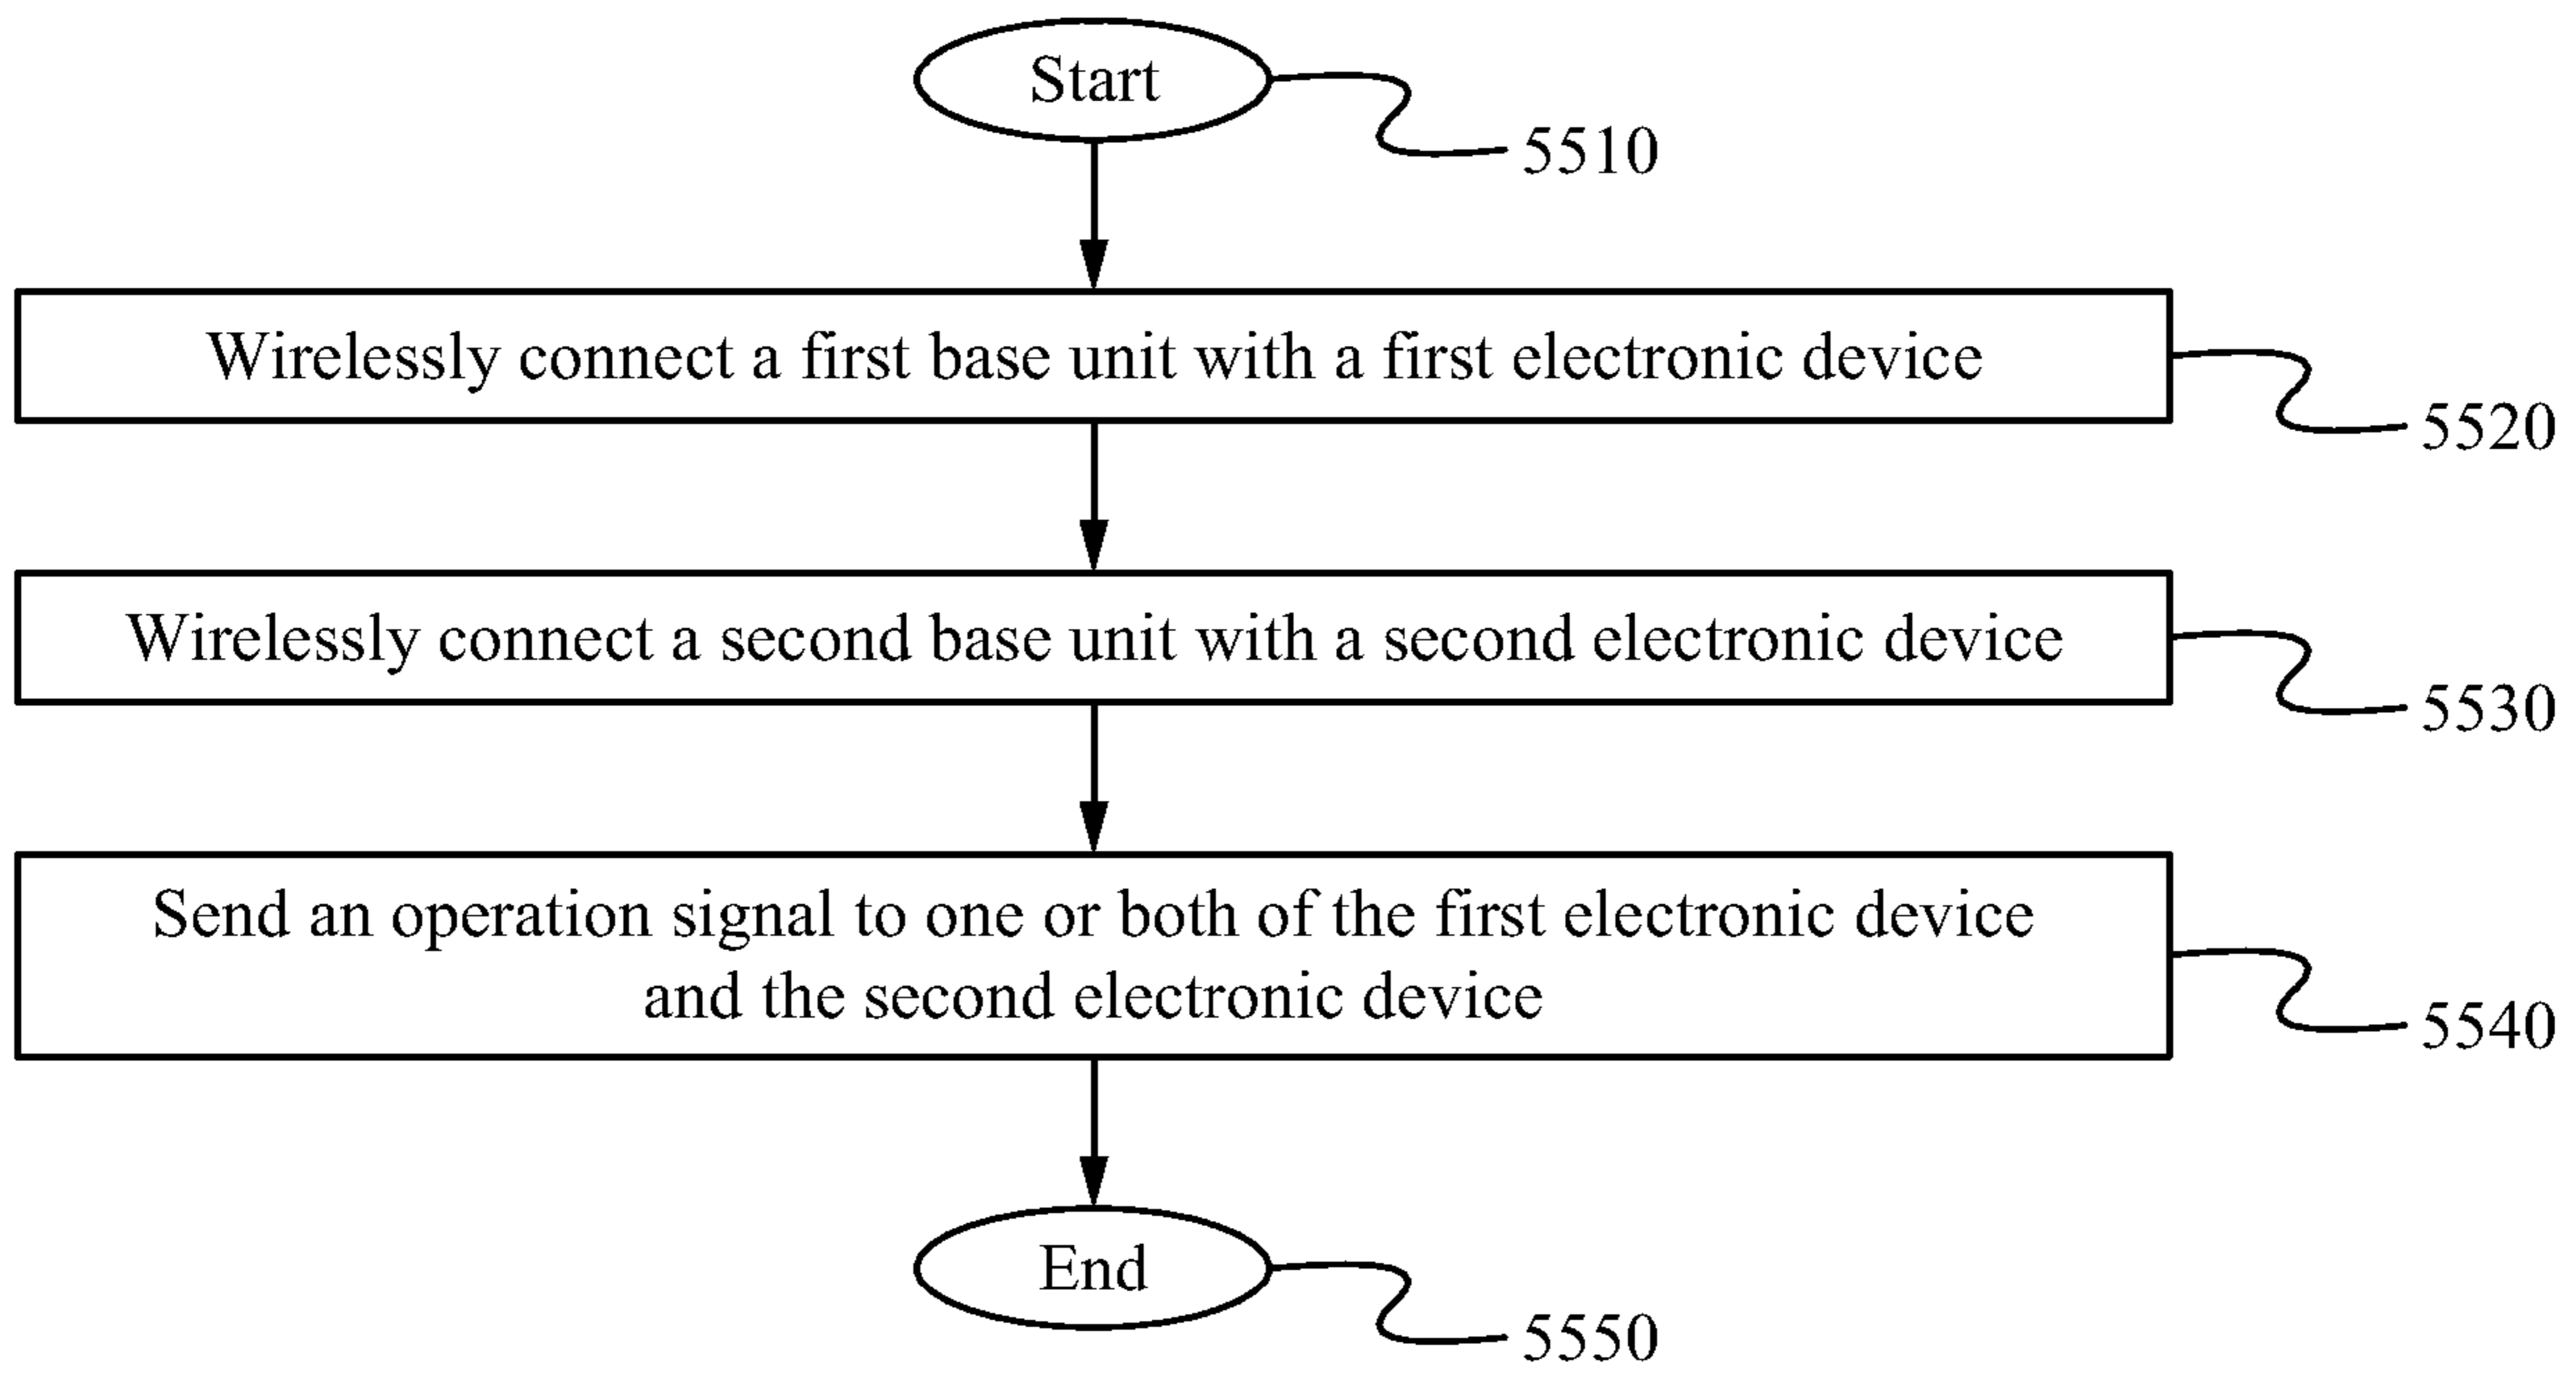 Start
5510
Wirelessly connect a first base unit with a first electronic device
5520
Wirelessly connect a second base unit with a second electronic device
5530
Send an operation signal to one or both of the first electronic device
and the second electronic device
5540
End
5550